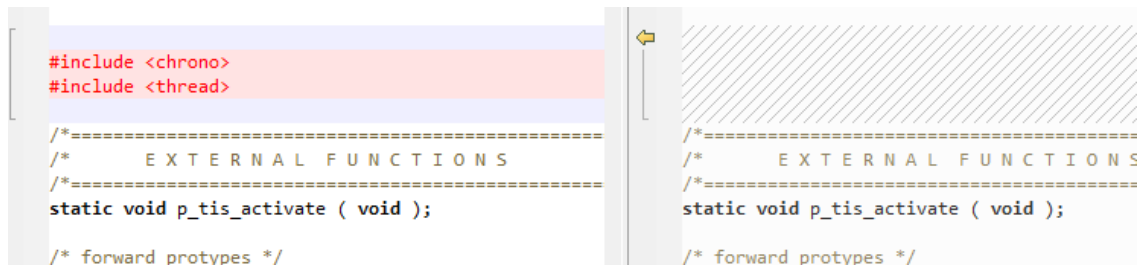 #include <chrono>
#include <thread>
/*==================================================
/*      E X T E R N A L  F U N C T I O N S
/*==================================================
static void p_tis_activate ( void );
/* forward protypes */
/*=========================================
/*      E X T E R N A L  F U N C T I O N S
/*=========================================
static void p_tis_activate ( void );
/* forward protypes */